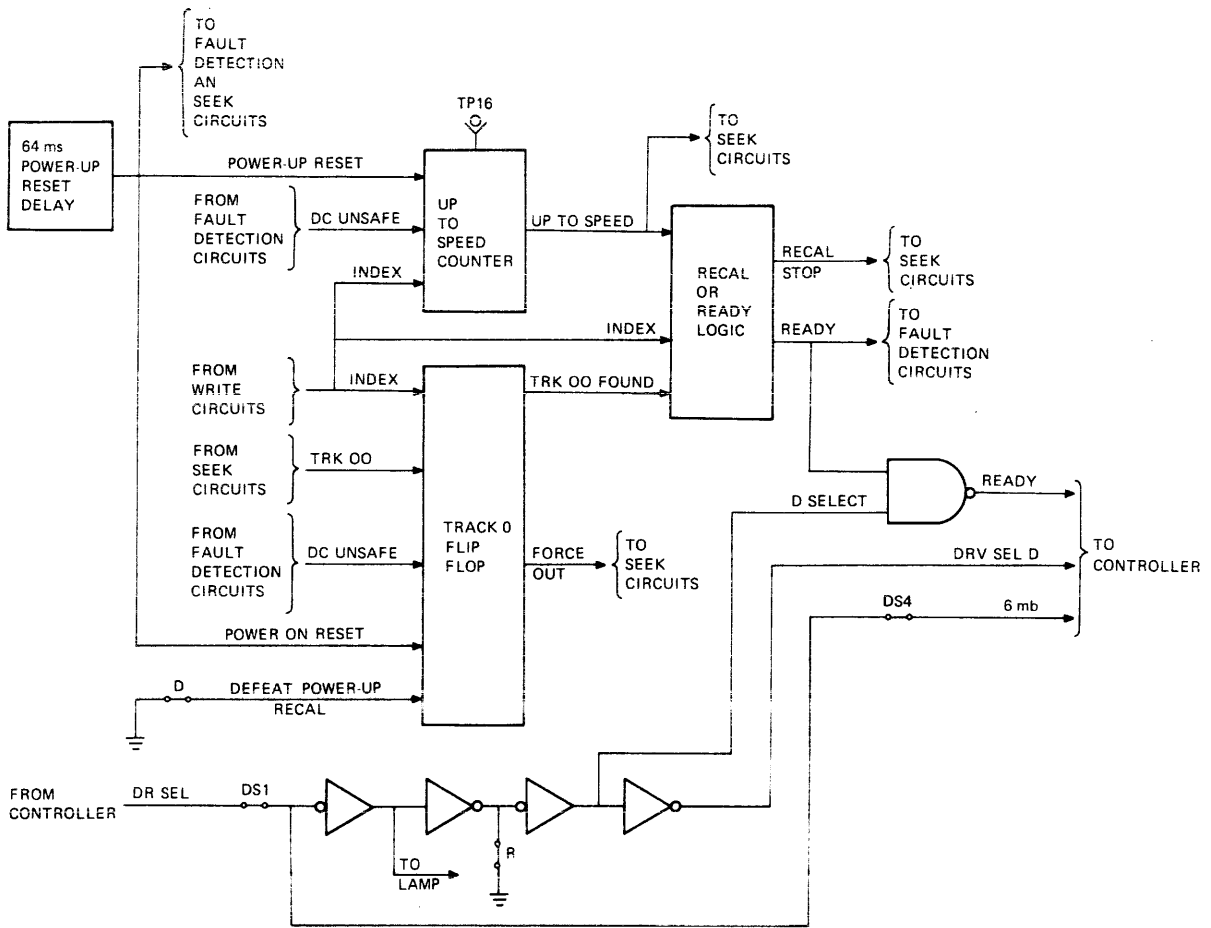 TO
FAULT
DETECTION
AN
SEEK
CIRCUITS
64 ms
POWER-UP
RESET
DELAY
POWER-UP RESET
TP16
TO
SEEK
CIRCUITS
FROM
FAULT
DETECTION
CIRCUITS
DC UNSAFE
INDEX
UP
TO
SPEED
COUNTER
UP TO SPEED
RECAL
OR
READY
LOGIC
RECAL
STOP
TO
SEEK
CIRCUITS
INDEX
READY
TO
FAULT
DETECTION
CIRCUITS
FROM
WRITE
CIRCUITS
INDEX
TRK OO FOUND
FROM
SEEK
CIRCUITS
TRK OO
FROM
FAULT
DETECTION
CIRCUITS
DC UNSAFE
TRACK 0
FLIP
FLOP
FORCE
OUT
TO
SEEK
CIRCUITS
D SELECT
READY
DRV SEL D
TO
CONTROLLER
DS4
6 mb
POWER ON RESET
D
DEFEAT POWER-UP
RECAL
FROM
CONTROLLER
DR SEL
DS1
TO
LAMP
R